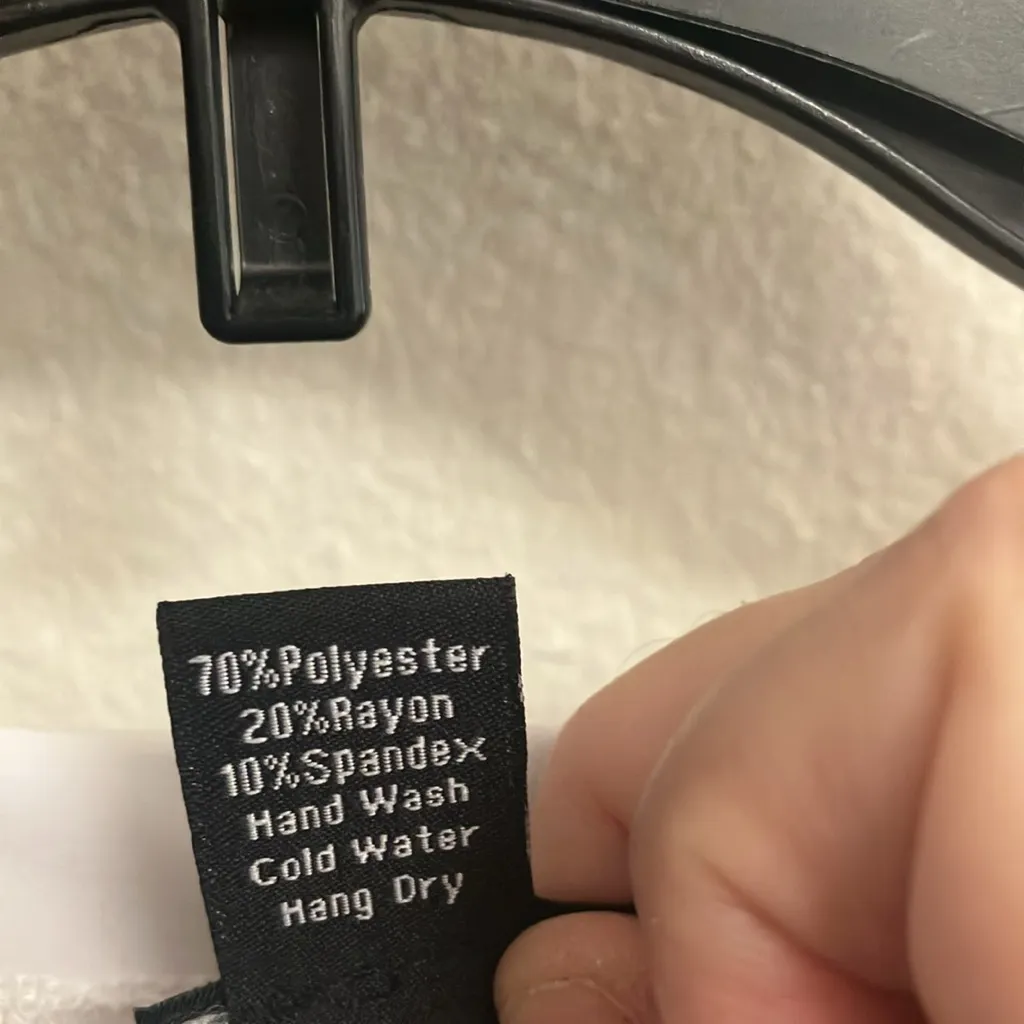 70%Polyester
20%Rayon
10%Spandex
Hand Wash
Cold Water
Hang Dry